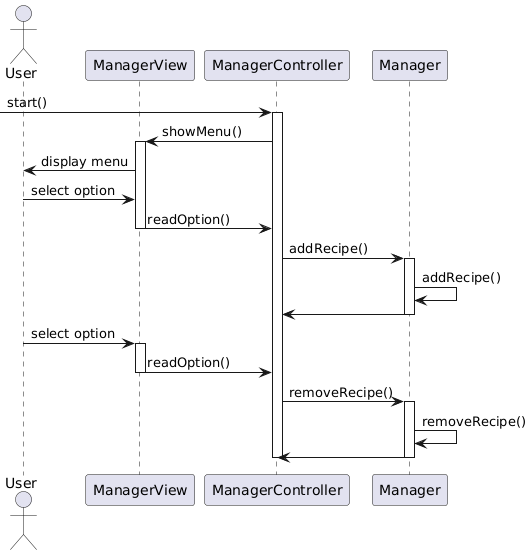 User
ManagerView
ManagerController
Manager
start()
showMenu()
display menu
select option
readOption()
addRecipe()
addRecipe()
select option
readOption()
removeRecipe()
removeRecipe()
User
ManagerView
ManagerController
Manager